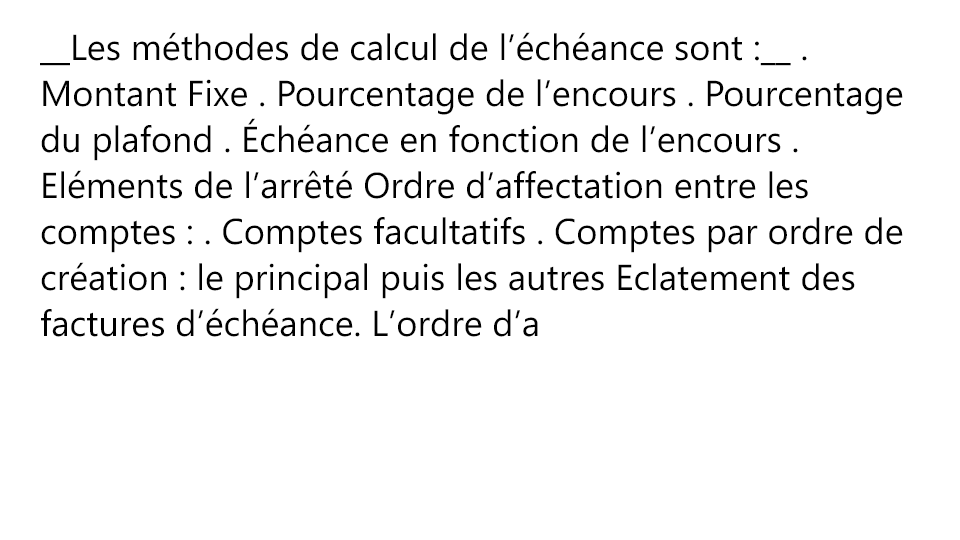 __Les méthodes de calcul de l’échéance sont :__ .
Montant Fixe . Pourcentage de l’encours . Pourcentage
du plafond . Échéance en fonction de l’encours .
Eléments de l’arrêté Ordre d’affectation entre les
comptes : . Comptes facultatifs . Comptes par ordre de
création : le principal puis les autres Eclatement des
factures d’échéance. L’ordre d’a